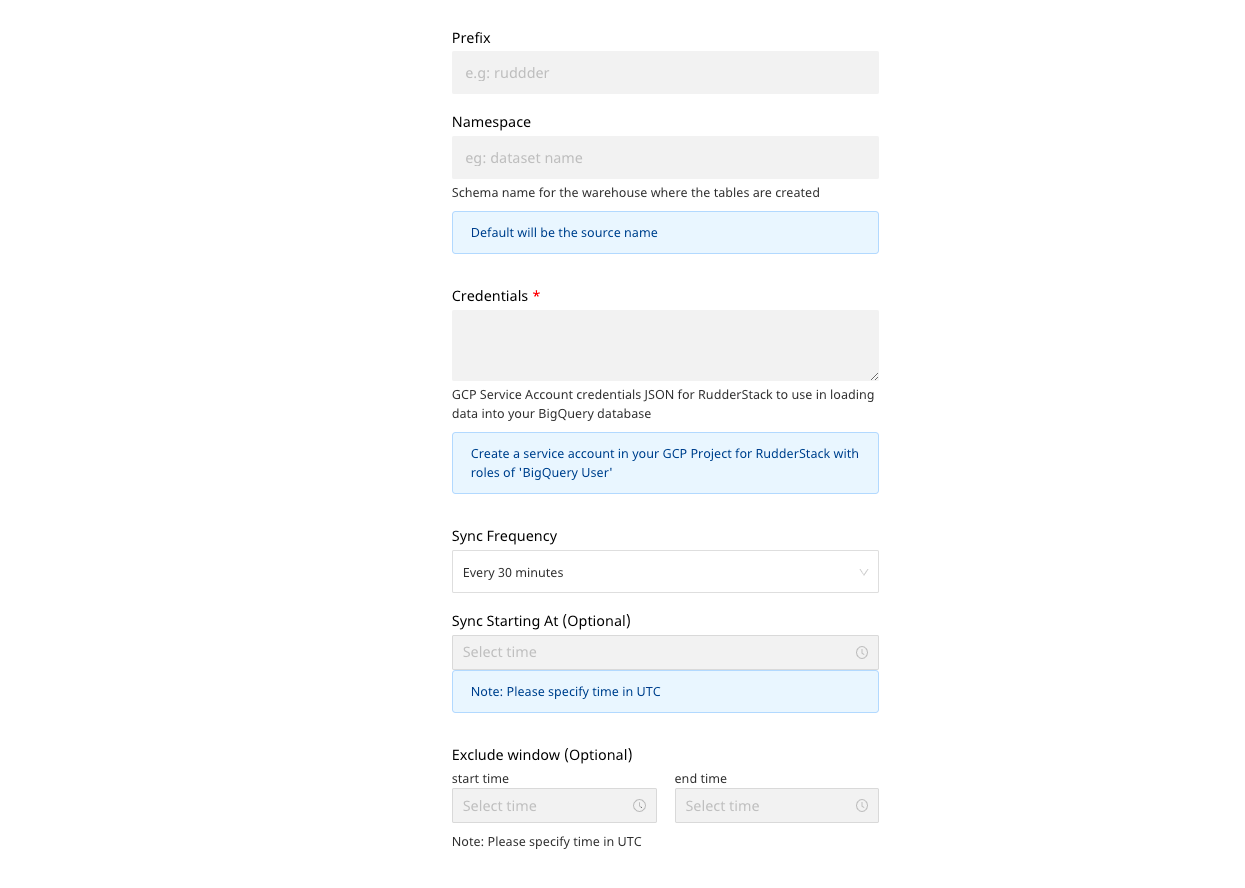 Prefix
e.g: ruddder
Namespace
eg: dataset name
Schema name for the warehouse where the tables are created
Default will be the source name
Credentials *
GCP Service Account credentials JSON for RudderStack to use in loading
data into your BigQuery database
Create a service account in your GCP Project for RudderStack with
roles of 'BigQuery User'
Sync Frequency
Every 30 minutes
Sync Starting At (Optional)
Select time
Note: Please specify time in UTC
Exclude window (Optional)
start time end time
Select time Select time
Note: Please specify time in UTC